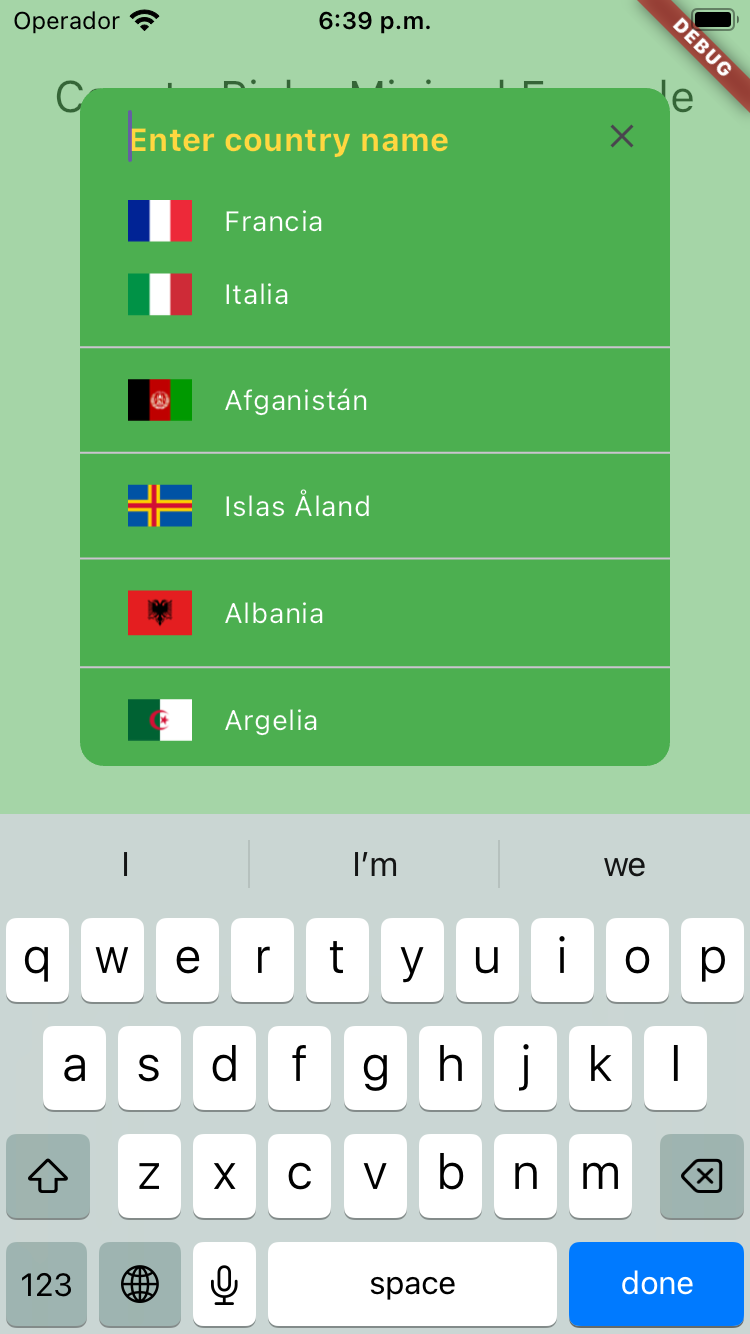 Operador 6:39 p.m.
DEBUG
Enter country name
Francia
Italia
Afganistán
Islas Åland
Albania
Argelia
I I'm we
q w e r t y u i o p
a s d f g h j k l
z x c v b n m
123 space done